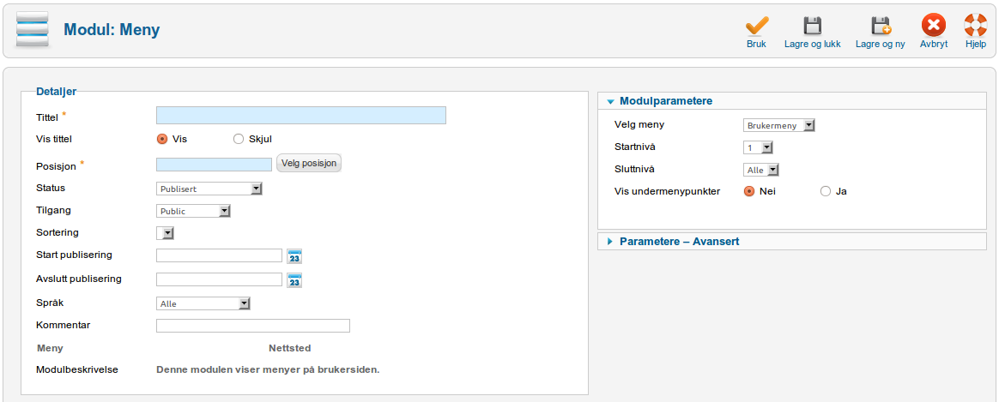 Modul: Meny
Bruk
Lagre og lukk
Lagre og ny
Avbryt
Hjelp
Detaljer
Tittel *
Vis tittel Vis Skjul
Posisjon * Velg posisjon
Status Publisert
Tilgang Public
Sortering
Start publisering 23
Avslutt publisering 23
Språk Alle
Kommentar
Meny Nettsted
Modulbeskrivelse Denne modulen viser menyer på brukersiden.
Modulparametere
Velg meny Brukermeny
Startnivå 1
Sluttnivå Alle
Vis undermenypunkter Nei Ja
Parametere – Avansert